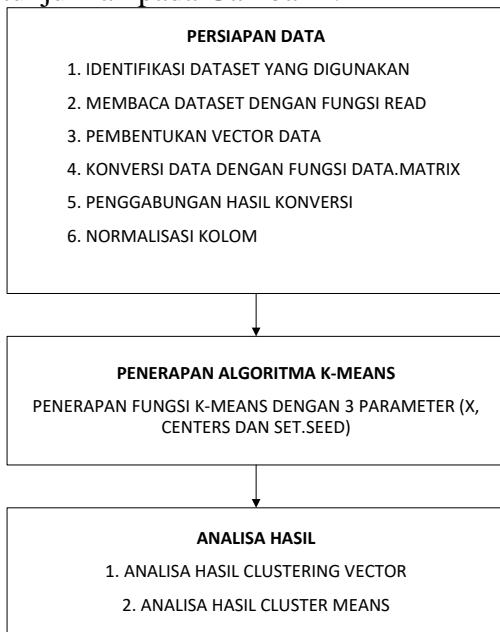 pada Gambar
PERSIAPAN DATA
1. IDENTIFIKASI DATASET YANG DIGUNAKAN
2. MEMBACA DATASET DENGAN FUNGSI READ
3. PEMBENTUKAN VECTOR DATA
4. KONVERSI DATA DENGAN FUNGSI DATA.MATRIX
5. PENGGABUNGAN HASIL KONVERSI
6. NORMALISASI KOLOM
PENERAPAN ALGORITMA K-MEANS
PENERAPAN FUNGSI K-MEANS DENGAN 3 PARAMETER (X,
CENTERS DAN SET.SEED)
ANALISA HASIL
1. ANALISA HASIL CLUSTERING VECTOR
2. ANALISA HASIL CLUSTER MEANS